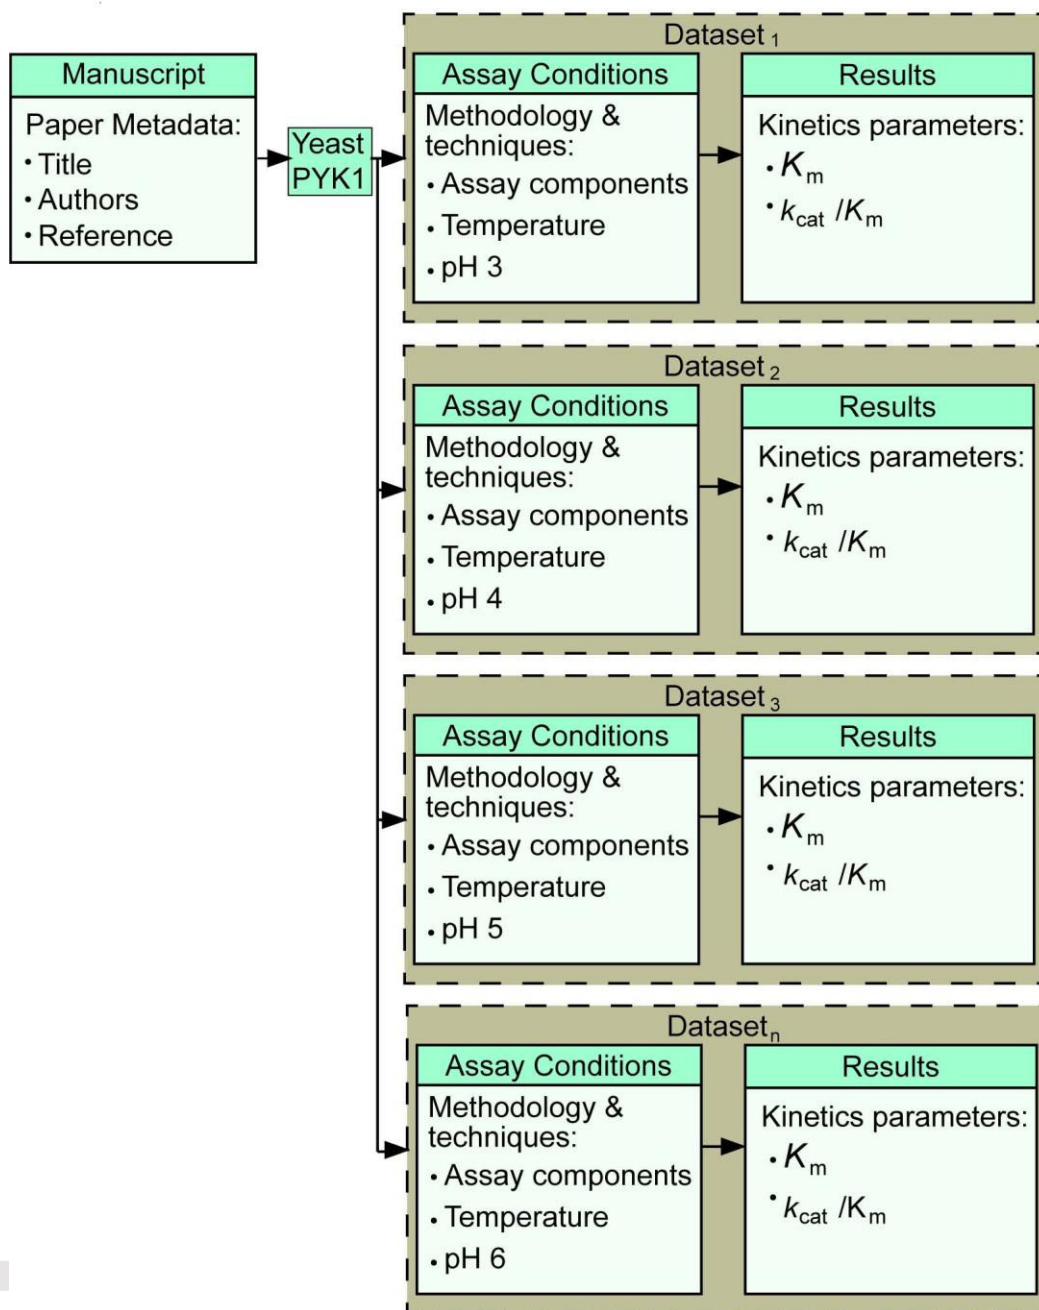 Manuscript
Paper Metadata:
• Title
• Authors
• Reference
Yeast
PYK1
Dataset 1
Assay Conditions
Methodology &
techniques:
• Assay components
• Temperature
• pH 3
Results
Kinetics parameters:
• Km
• kcat /Km
Dataset 2
Assay Conditions
Methodology &
techniques:
• Assay components
• Temperature
• pH 4
Results
Kinetics parameters:
• Km
• kcat /Km
Dataset 3
Assay Conditions
Methodology &
techniques:
• Assay components
• Temperature
• pH 5
Results
Kinetics parameters:
• Km
• kcat /Km
Datasetn
Assay Conditions
Methodology &
techniques:
• Assay components
• Temperature
• pH 6
Results
Kinetics parameters:
• Km
• kcat /Km